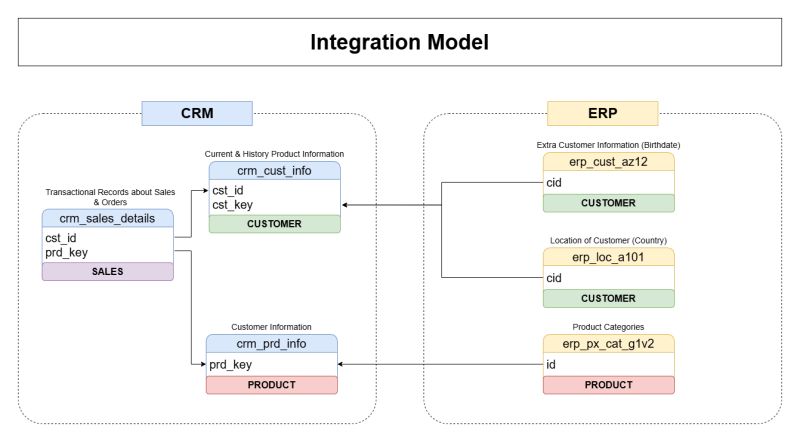 Integration Model
CRM
ERP
Current & History Product Information
crm_cust_info
cst_id
cst_key
CUSTOMER
Transactional Records about Sales
& Orders
crm_sales_details
cst_id
prd_key
SALES
Customer Information
crm_prd_info
prd_key
PRODUCT
Extra Customer Information (Birthdate)
erp_cust_az12
cid
CUSTOMER
Location of Customer (Country)
erp_loc_a101
cid
CUSTOMER
Product Categories
erp_px_cat_g1v2
id
PRODUCT